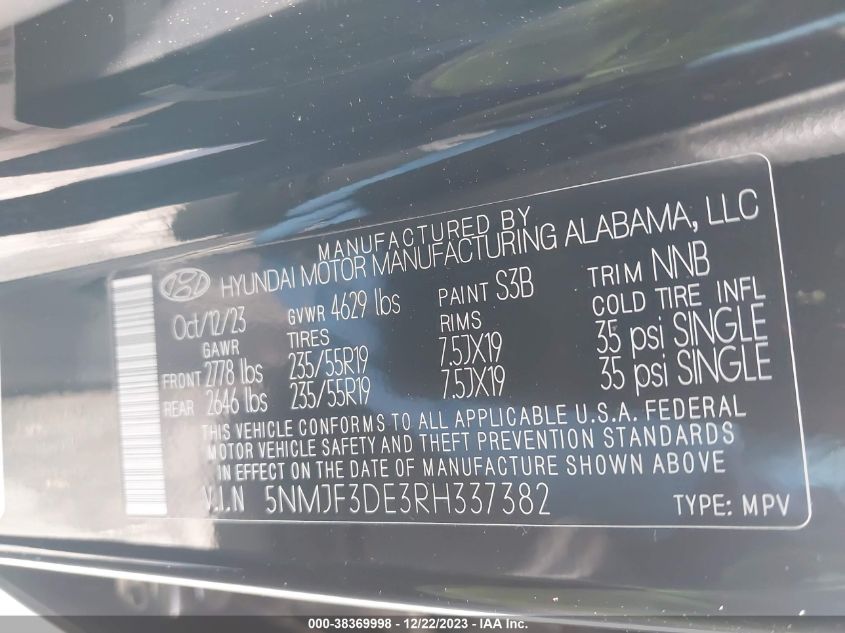 MANUFACTURED BY
HYUNDAI MOTOR MANUFACTURING ALABAMA, LLC
Oct/12/23 GVWR 4629 lbs PAINT S3B TRIM NNB
GAWR TIRES RIMS COLD TIRE INFL
FRONT 2778 lbs 235/55R19 7.5JX19 35 psi SINGLE
REAR 2646 lbs 235/55R19 7.5JX19 35 psi SINGLE
THIS VEHICLE CONFORMS TO ALL APPLICABLE U.S.A. FEDERAL
MOTOR VEHICLE SAFETY AND THEFT PREVENTION STANDARDS
IN EFFECT ON THE DATE OF MANUFACTURE SHOWN ABOVE
V.I.N 5NMJF3DE3RH337382 TYPE: MPV
000-38369998 - 12/22/2023 - IAA Inc.